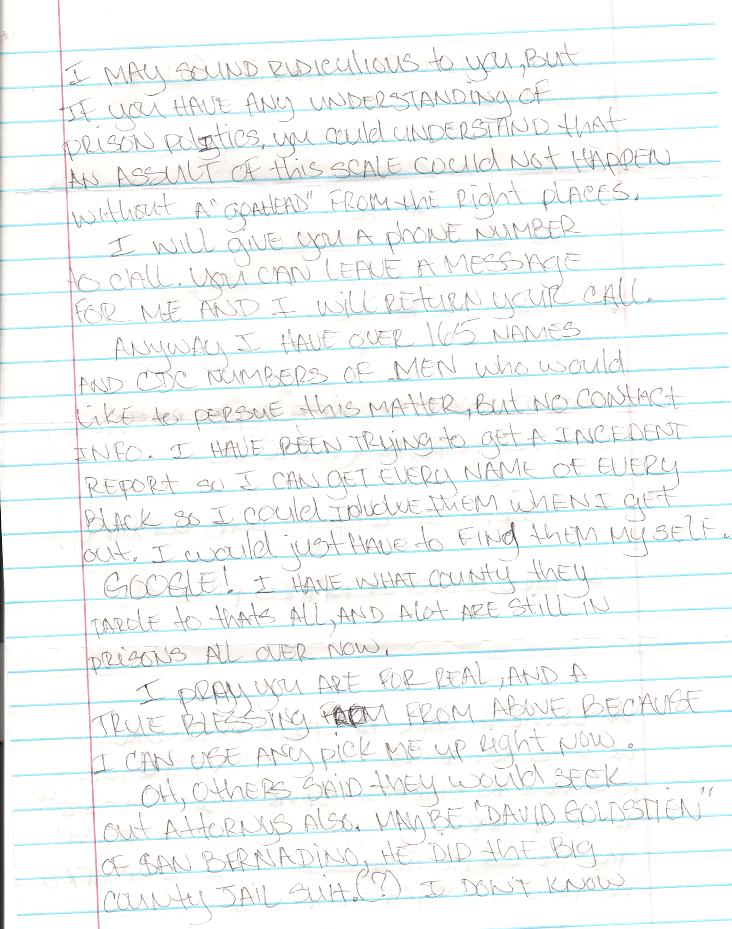 I MAY SOUND RIDICULIOUS to you, But
IF you HAVE ANY UNDERSTANDING OF
PRISON POLITICS, you could UNDERSTAND that
AN ASSULT OF this SCALE COULD NOT HAPPEN
without A "GOAHEAD" FROM the Right places.
I will give you A phone NUMBER
to CALL. you CAN LEAVE A MESSAGE
FOR ME AND I will RETURN your CALL.
ANYWAY I HAVE OVER 165 NAMES
AND CDC NUMBERS OF MEN who would
Like to PERSUE this MATTER, But NO CONTACT
INFO. I HAVE BEEN TRYING to get A INCEDENT
REPORT so I CAN GET EVERY NAME OF EVERY
BLACK so I could THEM when I get
out. I would just HAVE to FINd them MYSELF.
GOOGLE! I HAVE WHAT COUNTY they
PAROLE to thats ALL, AND Alot ARE Still IN
PRISONS ALL OVER NOW.
I PRAY you ARE FOR REAL, AND A
TRUE BLESSING FROM ABOVE BECAUSE
I CAN USE ANY pick ME up Right NOW.
OH, OTHERS SAID they would SEEK
out ATTORNYS Also. MAYBE "DAVID GOLDSTIEN"
OF SAN BERNADINO, HE DID the BIG
COUNTY JAIL Suit.(?) I DON'T KNOW